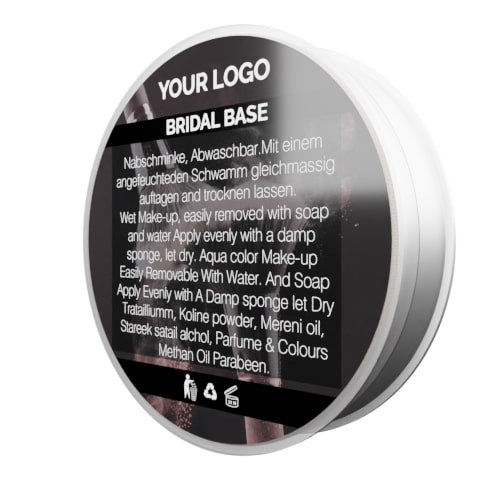 YOUR LOGO
BRIDAL BASE
Nabschminke, Abwaschbar.Mit einem
angefeuchteden Schwamm gleichmassig
auftagen and trocknen lassen.
Wet Make-up, easily removed with soap
and water Apply evenly with a damp
sponge, let dry. Aqua color Make-up
Easily Removable With Water. And Soap
Apply Evenly with A Damp sponge let Dry
Trataillium, Koline powder, Mereni oil,
Stareek satail alchol, Parfume & Colours
Methan Oil Parabeen.